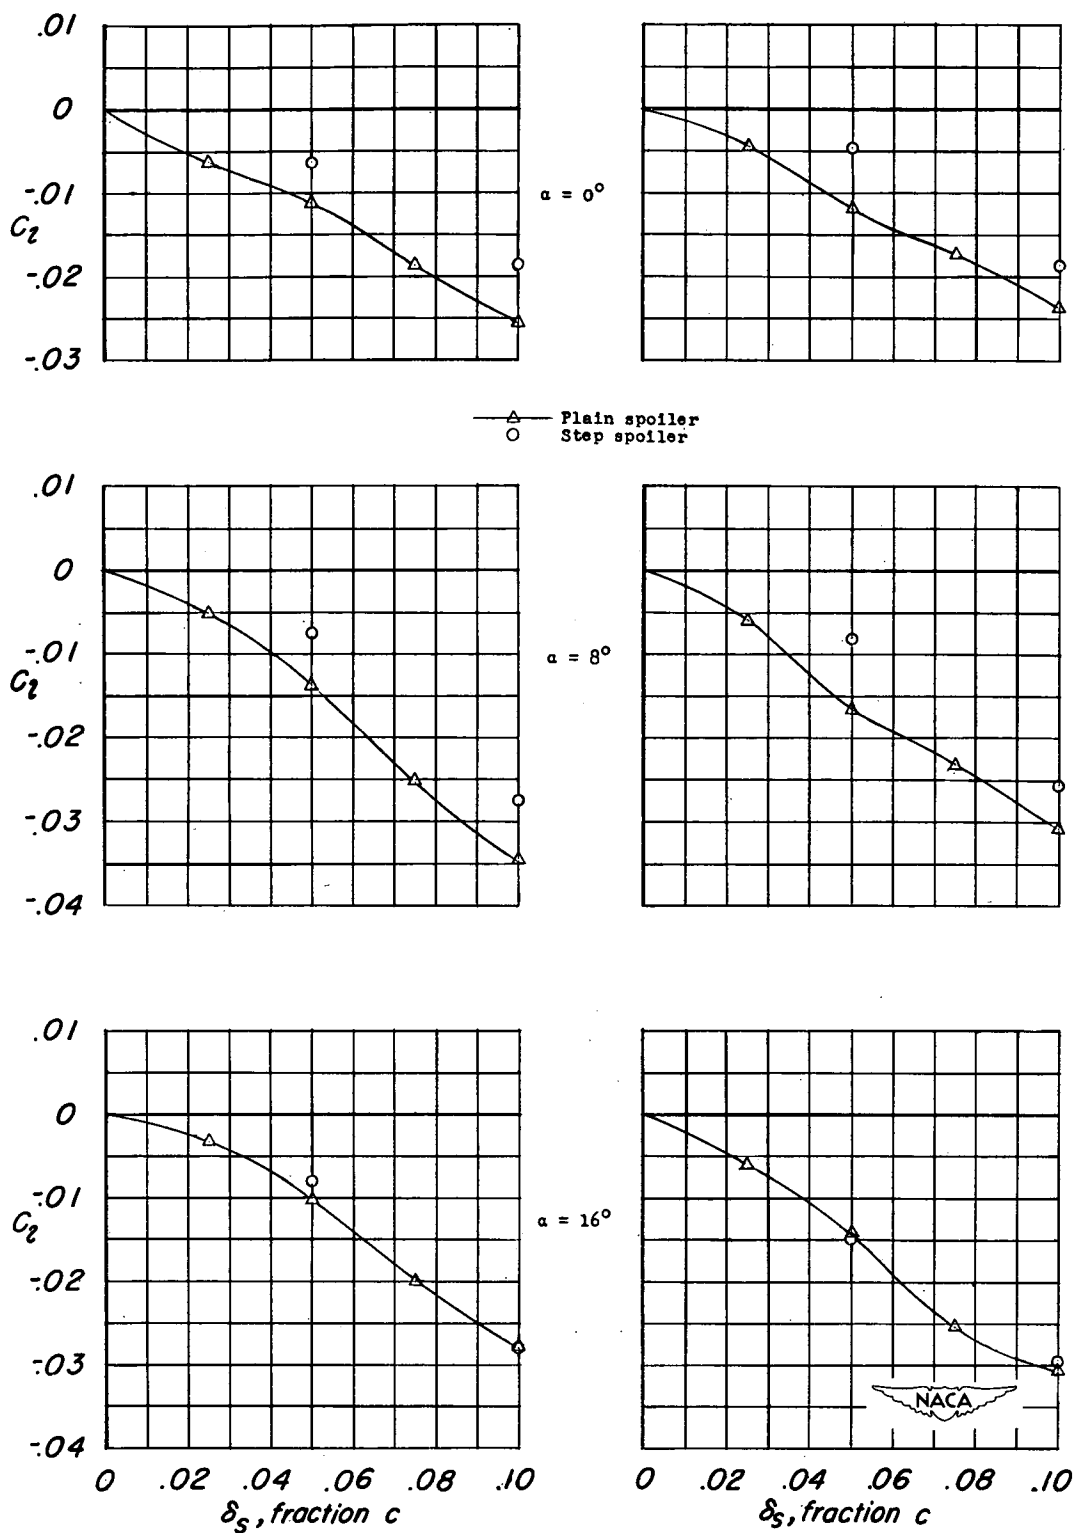 .01
0
-.01
C_l
-.02
-.03
α = 0°
Plain spoiler
Step spoiler
.01
0
-.01
C_l
-.02
-.03
-.04
α = 8°
.01
0
-.01
C_l
-.02
-.03
-.04
α = 16°
NACA
0 .02 .04 .06 .08 .10
δ_s, fraction c
0 .02 .04 .06 .08 .10
δ_s, fraction c